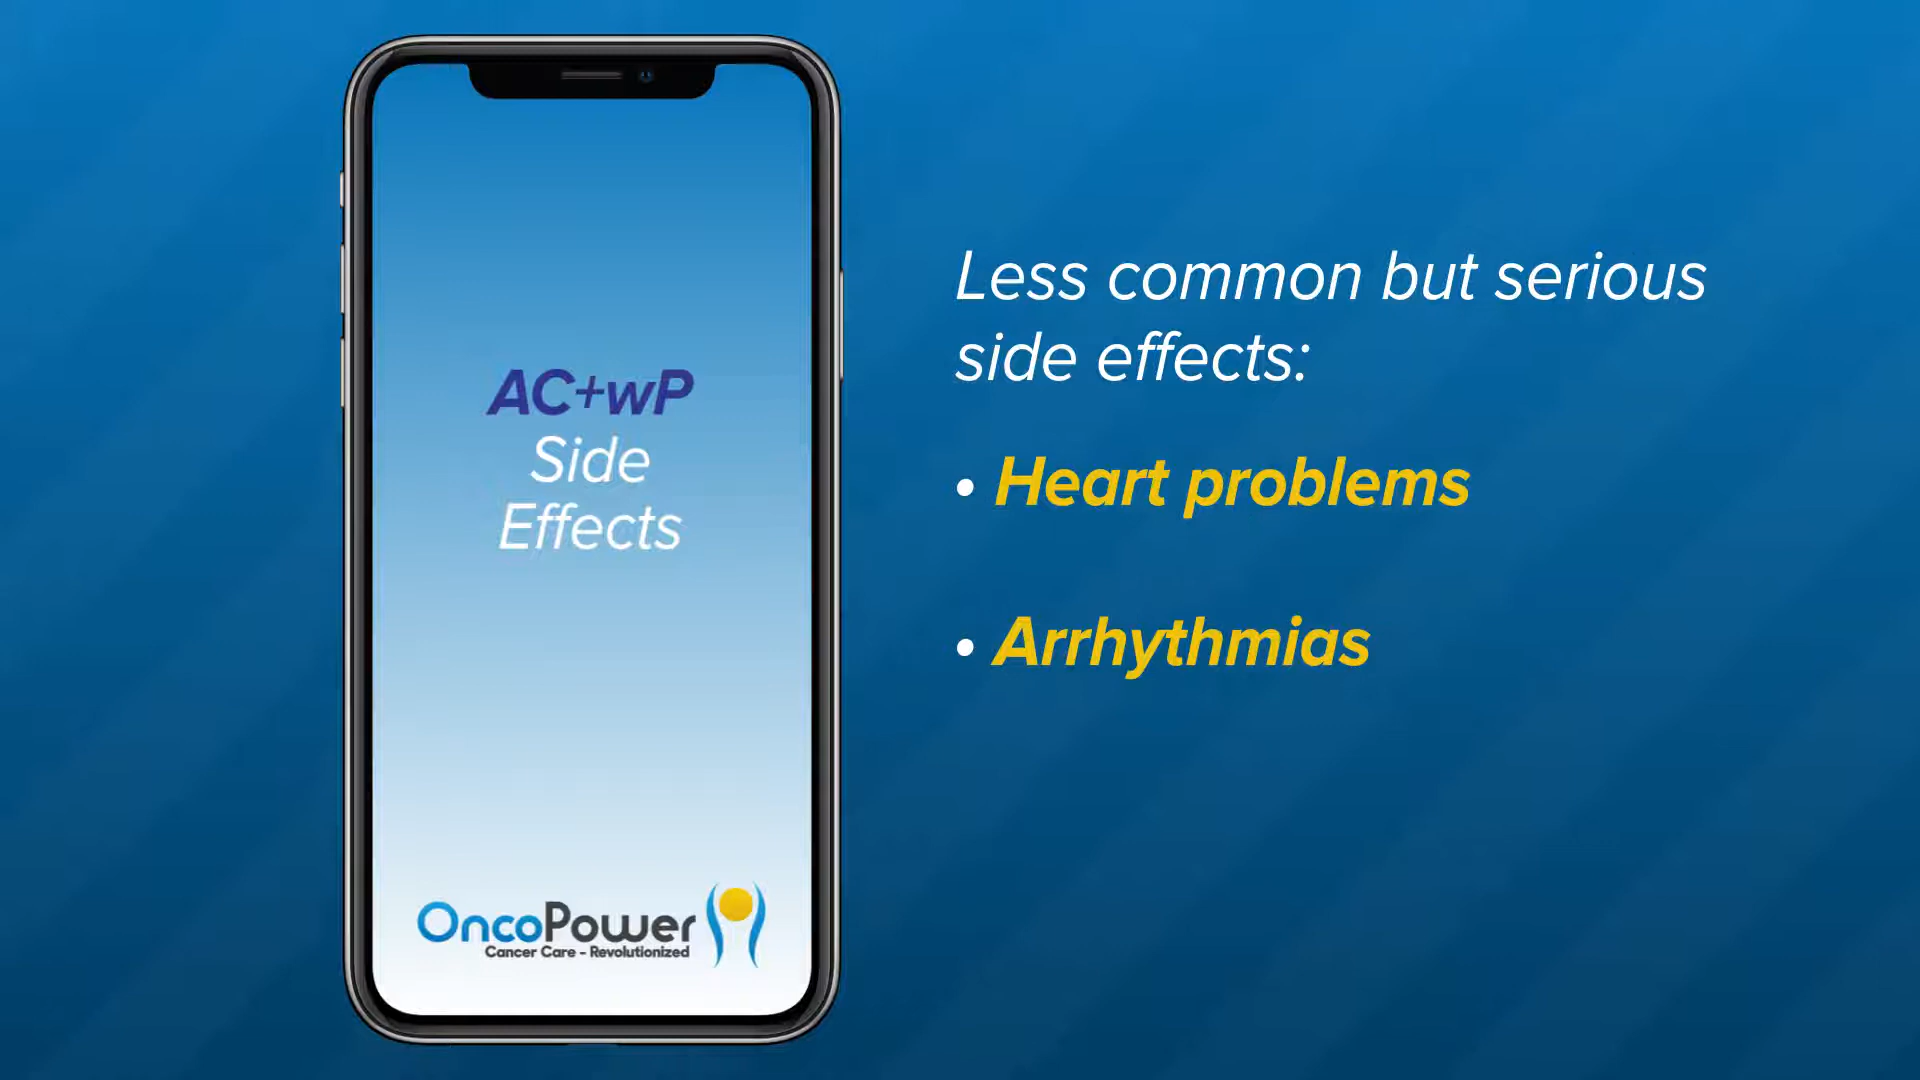 AC+wP
Side
Effects
OncoPower
Cancer Care - Revolutionized
Less common but serious
side effects:
• Heart problems
• Arrhythmias